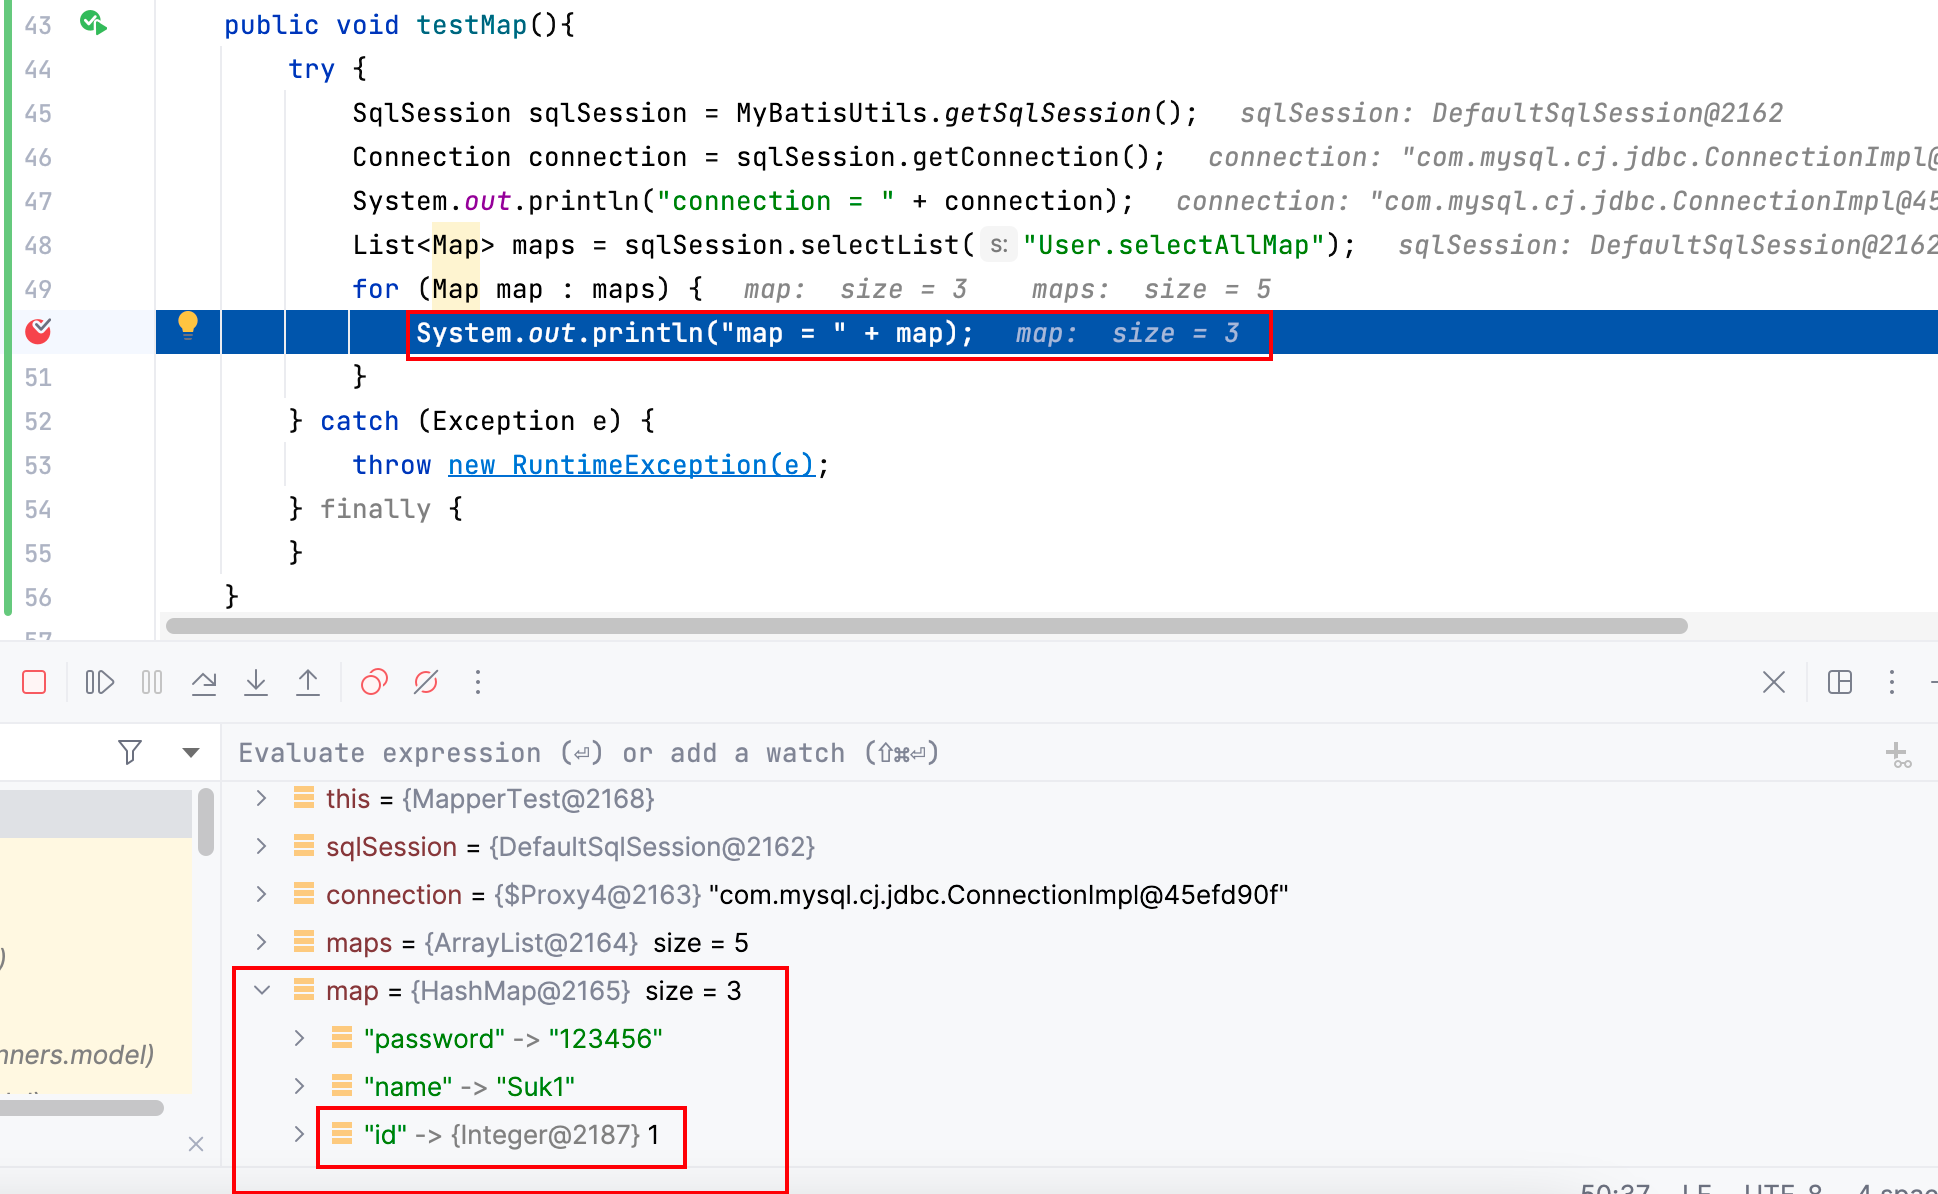 43 public void testMap(){
44 try {
45 SqlSession sqlSession = MyBatisUtils.getSqlSession(); sqlSession: DefaultSqlSession@2162
46 Connection connection = sqlSession.getConnection(); connection: "com.mysql.cj.jdbc.ConnectionImpl@
47 System.out.println("connection = " + connection); connection: "com.mysql.cj.jdbc.ConnectionImpl@45
48 List<Map> maps = sqlSession.selectList( s: "User.selectAllMap"); sqlSession: DefaultSqlSession@2162
49 for (Map map : maps) { map: size = 3 maps: size = 5
System.out.println("map = " + map); map: size = 3
51 }
52 } catch (Exception e) {
53 throw new RuntimeException(e);
54 } finally {
55 }
56 }
57
Evaluate expression (⏎) or add a watch (⇧⌘⏎)
this = {MapperTest@2168}
sqlSession = {DefaultSqlSession@2162}
connection = {$Proxy4@2163} "com.mysql.cj.jdbc.ConnectionImpl@45efd90f"
maps = {ArrayList@2164} size = 5
)
map = {HashMap@2165} size = 3
"password" -> "123456"
nners.model)
"name" -> "Suk1"
"id" -> {Integer@2187} 1
50:37 LF UTF-8 4 spac